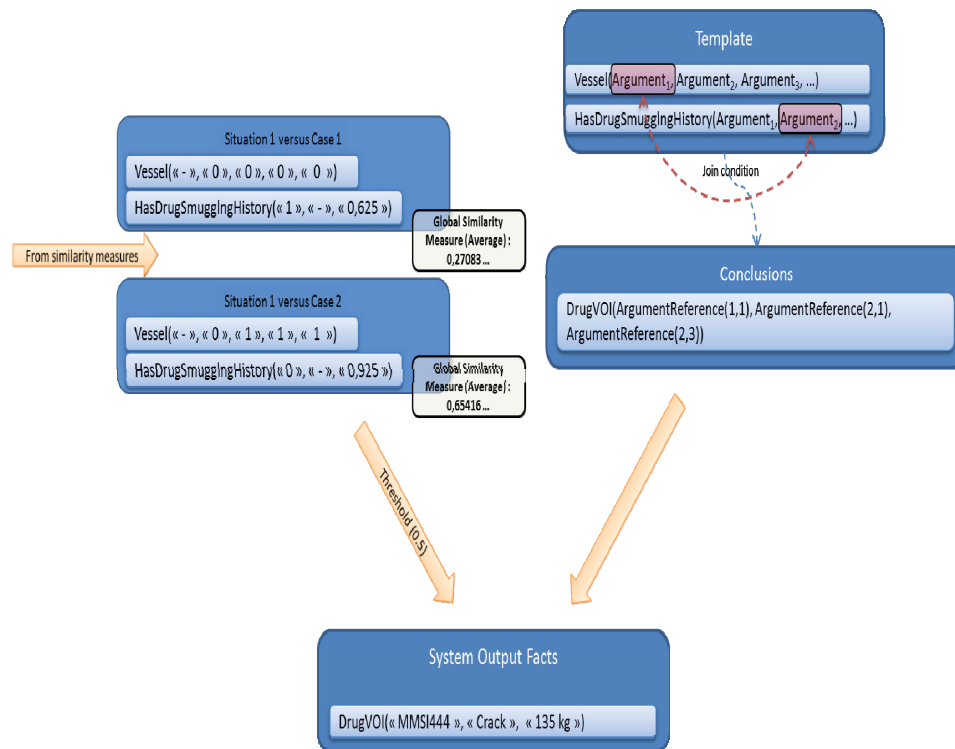 Template
Vessel(Argument₁, Argument₂, Argument₃, ...)
HasDrugSmuggingHistory(Argument₁, Argument₂, ...)
Join condition
Situation 1 versus Case 1
Vessel(« - », « 0 », « 0 », « 0 », « 0 »)
HasDrugSmuggingHistory(« 1 », « - », « 0,625 »)
Global Similarity
Measure (Average) :
0,27083 ...
From similarity measures
Situation 1 versus Case 2
Vessel(« - », « 0 », « 1 », « 1 », « 1 »)
HasDrugSmuggingHistory(« 0 », « - », « 0,925 »)
Global Similarity
Measure (Average) :
0,65416 ...
Conclusions
DrugVOI(ArgumentReference(1,1), ArgumentReference(2,1),
ArgumentReference(2,3))
Threshold (0.5)
System Output Facts
DrugVOI(« MMSI444 », « Crack », « 135 kg »)